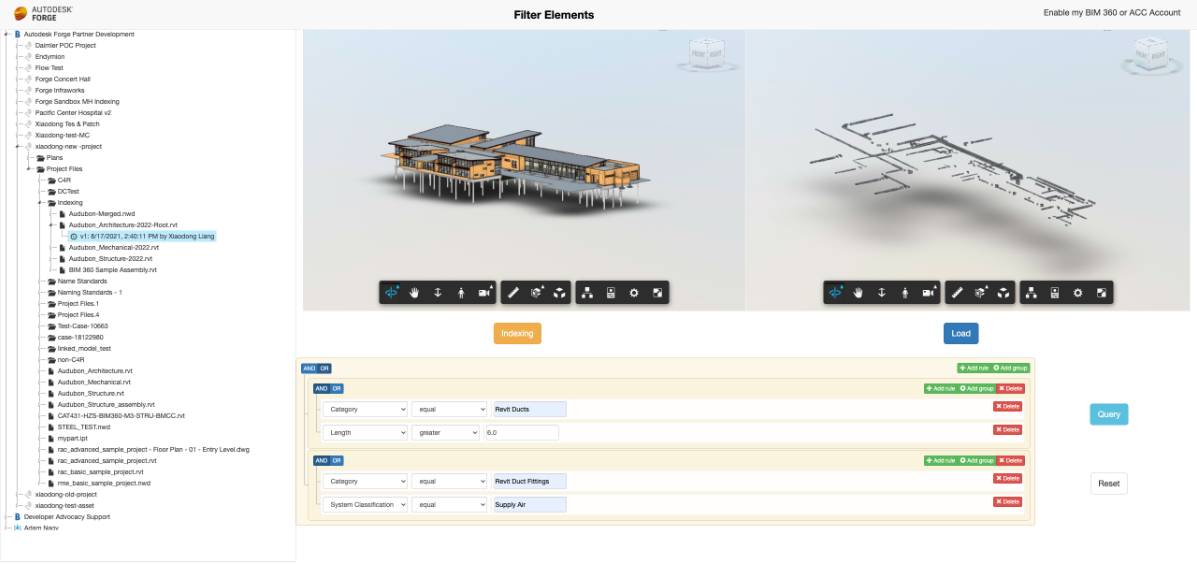 AUTODESK
FORGE
Filter Elements
Enable my BIM 360 or ACC Account
Autodesk Forge Partner Development
Daimler POC Project
Endymion
Flow Test
Forge Concert Hall
Forge Infraworks
Forge Sandbox MH Indexing
Pacific Center Hospital v2
Xiaodong Tes & Patch
Xiaodong-test-MC
xiaodong-new -project
Plans
Project Files
C4R
DCTest
Indexing
Audubon-Merged.nwd
Audubon_Architecture-2022-Root.rvt
v1: 8/17/2021, 2:40:11 PM by Xiaodong Liang
Audubon_Mechanical-2022.rvt
Audubon_Structure-2022.rvt
BIM 360 Sample Assembly.rvt
Name Standards
Naming Standards - 1
Project Files.1
Project Files.4
Test-Case-10663
case-18122980
linked_model_test
non-C4R
Audubon_Architecture.rvt
Audubon_Mechanical.rvt
Audubon_Structure.rvt
Audubon_Structure_assembly.rvt
CAT431-HZS-BIM360-M3-STRU-BMCC.rvt
STEEL_TEST.nwd
mypart.ipt
rac_advanced_sample_project - Floor Plan - 01 - Entry Level.dwg
rac_advanced_sample_project.rvt
rac_basic_sample_project.rvt
rme_basic_sample_project.nwd
xiaodong-old-project
xiaodong-test-asset
Developer Advocacy Support
Adam Nagy
FRONT RIGHT
FRONT RIGHT
Indexing
Load
AND OR
Add rule Add group
AND OR
Add rule Add group Delete
Category equal Revit Ducts Delete
Length greater 6.0 Delete
AND OR
Add rule Add group Delete
Category equal Revit Duct Fittings Delete
System Classification equal Supply Air Delete
Query
Reset